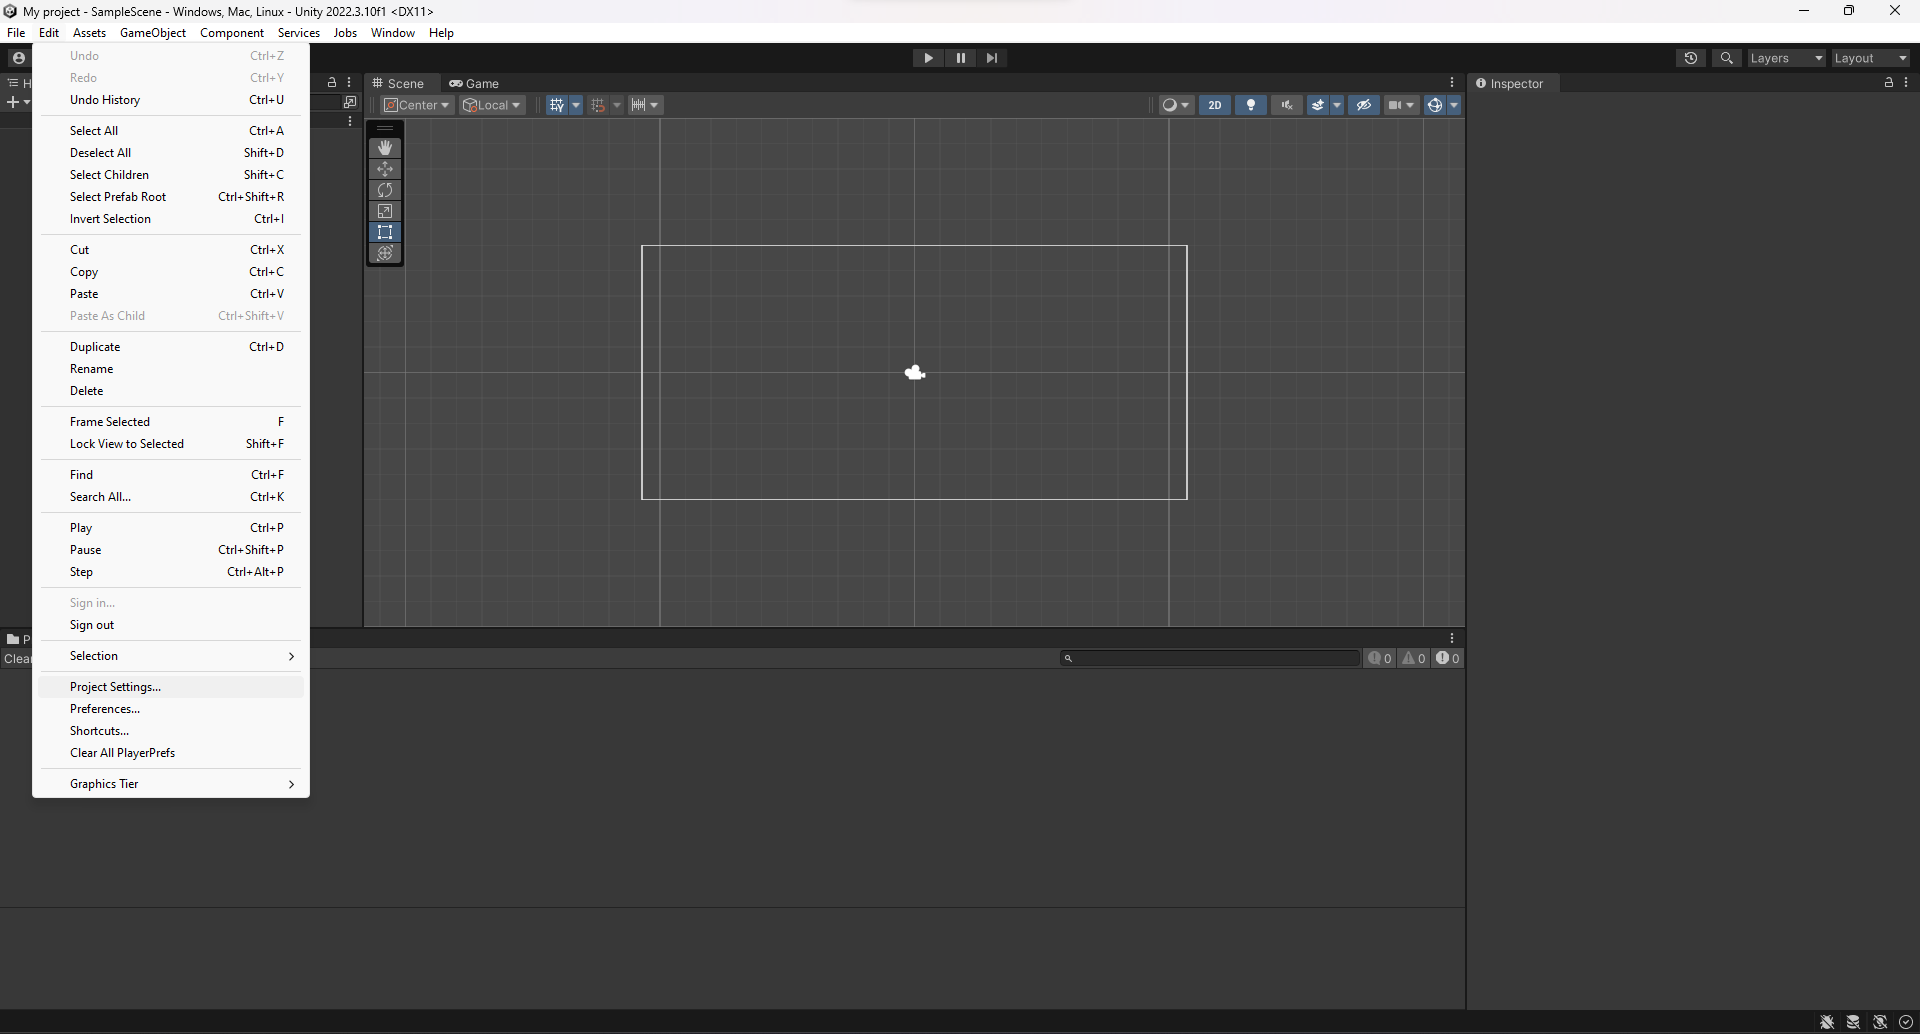 My project - SampleScene - Windows, Mac, Linux - Unity 2022.3.10f1 <DX11>
File Edit Assets GameObject Component Services Jobs Window Help
Undo Ctrl+Z
Redo Ctrl+Y
Undo History Ctrl+U
Select All Ctrl+A
Deselect All Shift+D
Select Children Shift+C
Select Prefab Root Ctrl+Shift+R
Invert Selection Ctrl+I
Cut Ctrl+X
Copy Ctrl+C
Paste Ctrl+V
Paste As Child Ctrl+Shift+V
Duplicate Ctrl+D
Rename
Delete
Frame Selected F
Lock View to Selected Shift+F
Find Ctrl+F
Search All... Ctrl+K
Play Ctrl+P
Pause Ctrl+Shift+P
Step Ctrl+Alt+P
Sign in...
Sign out
Selection
Project Settings...
Preferences...
Shortcuts...
Clear All PlayerPrefs
Graphics Tier
Layers Layout
H
Scene Game
Inspector
Center Local 2D
P
Clear
0 0 0